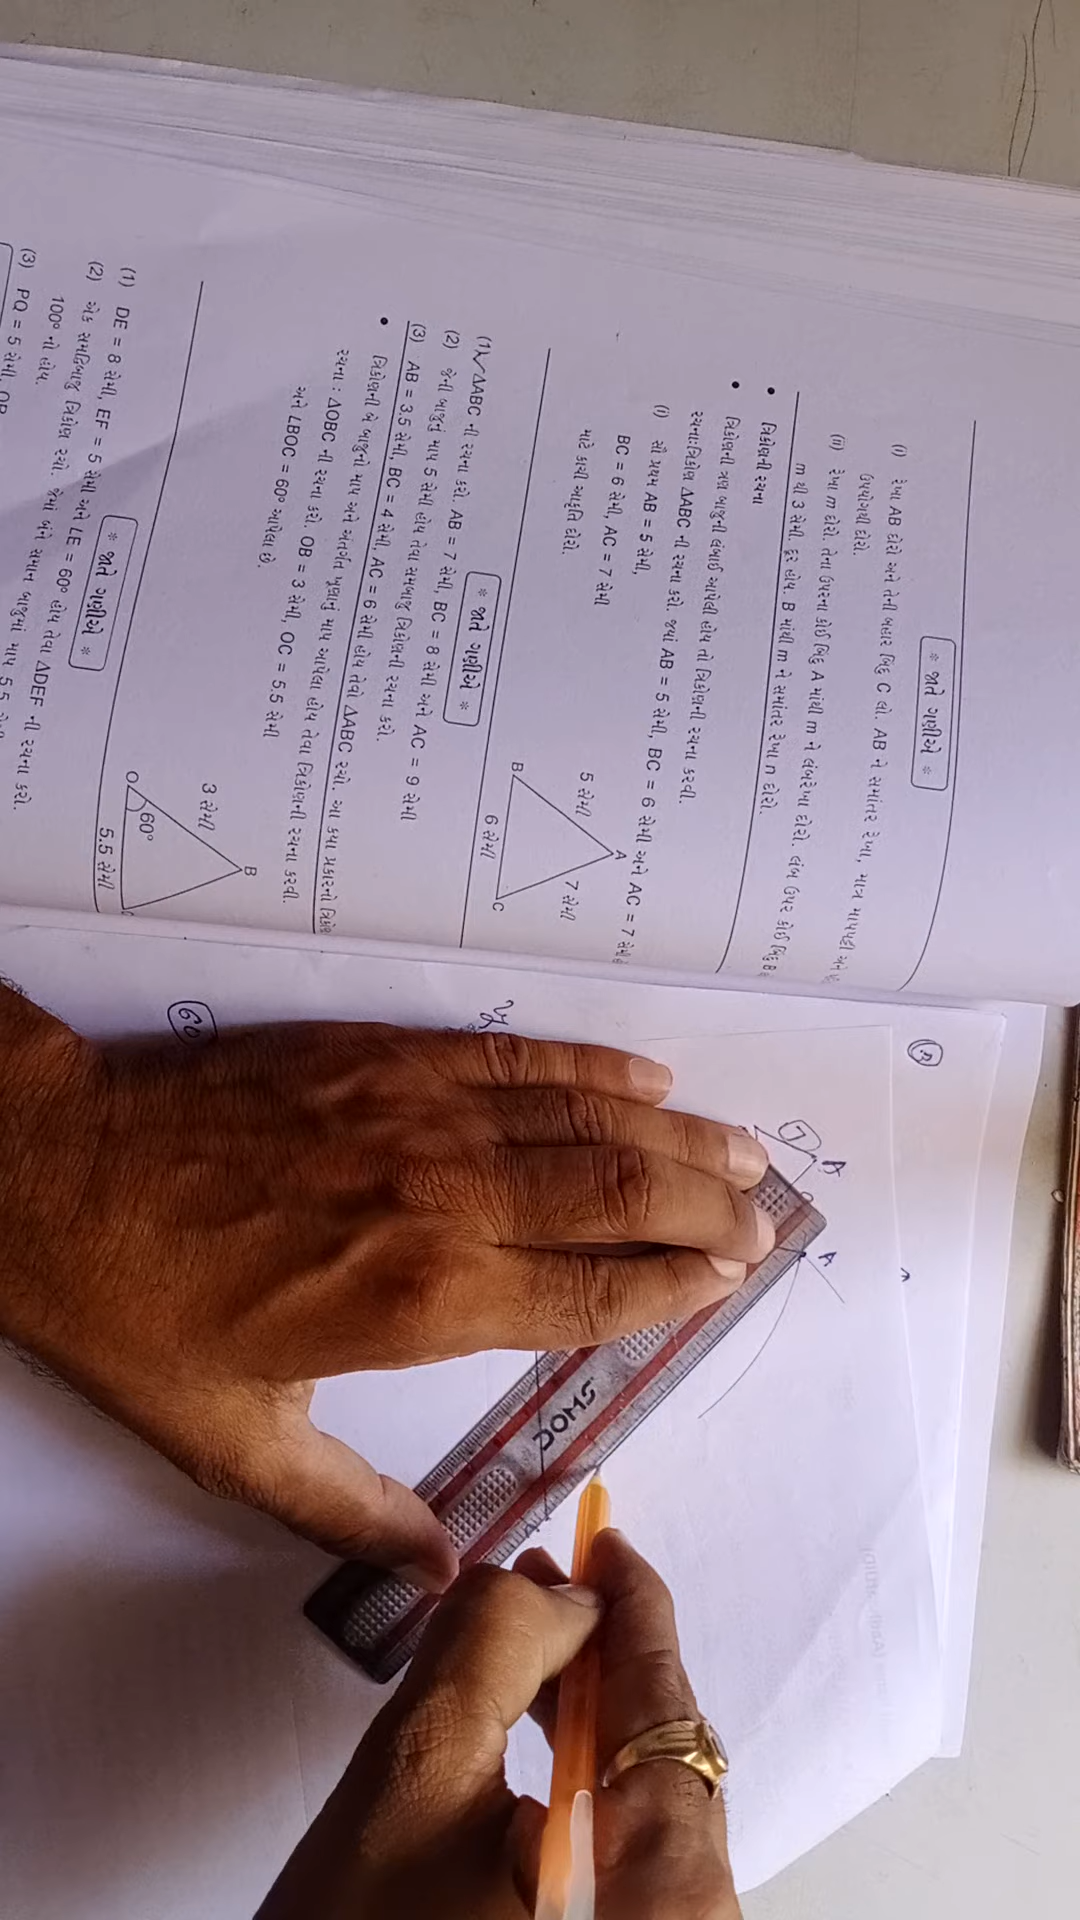 * જાતે ગણીએ *
(i) રેખા AB દોરો અને તેની બહાર બિંદુ C લો. AB ને સમાંતર રેખા, માત્ર માપપટ્ટી અને
ઉપયોગથી દોરો.
(ii) રેખા m દોરો. તેના ઉપરના કોઈ બિંદુ A માંથી m ને લંબરેખા દોરો. લંબ ઉપર કોઈ બિંદુ B
m થી 3 સેમી. દૂર હોય. B માંથી m ને સમાંતર રેખા n દોરો.
• ત્રિકોણની રચના
• ત્રિકોણની ત્રણ બાજુની લંબાઈ આપેલી હોય તો ત્રિકોણની રચના કરવી.
રચના:ત્રિકોણ ΔABC ની રચના કરો. જ્યાં AB = 5 સેમી, BC = 6 સેમી અને AC = 7 સેમી
(i) સૌ પ્રથમ AB = 5 સેમી,
BC = 6 સેમી, AC = 7 સેમી
માટે કાચી આકૃતિ દોરો.
A
5 સેમી
7 સેમી
B
6 સેમી
C
* જાતે ગણીએ *
(1) ΔABC ની રચના કરો. AB = 7 સેમી, BC = 8 સેમી અને AC = 9 સેમી
(2) જેની બાજુનું માપ 5 સેમી હોય તેવા સમબાજુ ત્રિકોણની રચના કરો.
(3) AB = 3.5 સેમી, BC = 4 સેમી, AC = 6 સેમી હોય તેવો ΔABC રચો. આ કયા પ્રકારનો
• ત્રિકોણની બે બાજુનો માપ અને અંતર્ગત ખૂણાનું માપ આપેલા હોય તેવા ત્રિકોણની રચના કરવી.
રચના : ΔOBC ની રચના કરો. OB = 3 સેમી, OC = 5.5 સેમી
અને ∠BOC = 60° આપેલા છે.
B
3 સેમી
60°
O
5.5 સેમી
* જાતે ગણીએ *
(1) DE = 8 સેમી, EF = 5 સેમી અને ∠E = 60° હોય તેવા ΔDEF ની રચના કરો.
(2) એક સમદ્વિબાજુ ત્રિકોણ રચો. જેમાં બંને સમાન બાજુમાં માપ 5.5
100° નો હોય.
(3) PQ = 5 સેમી,
A
7
A
60
DOMS